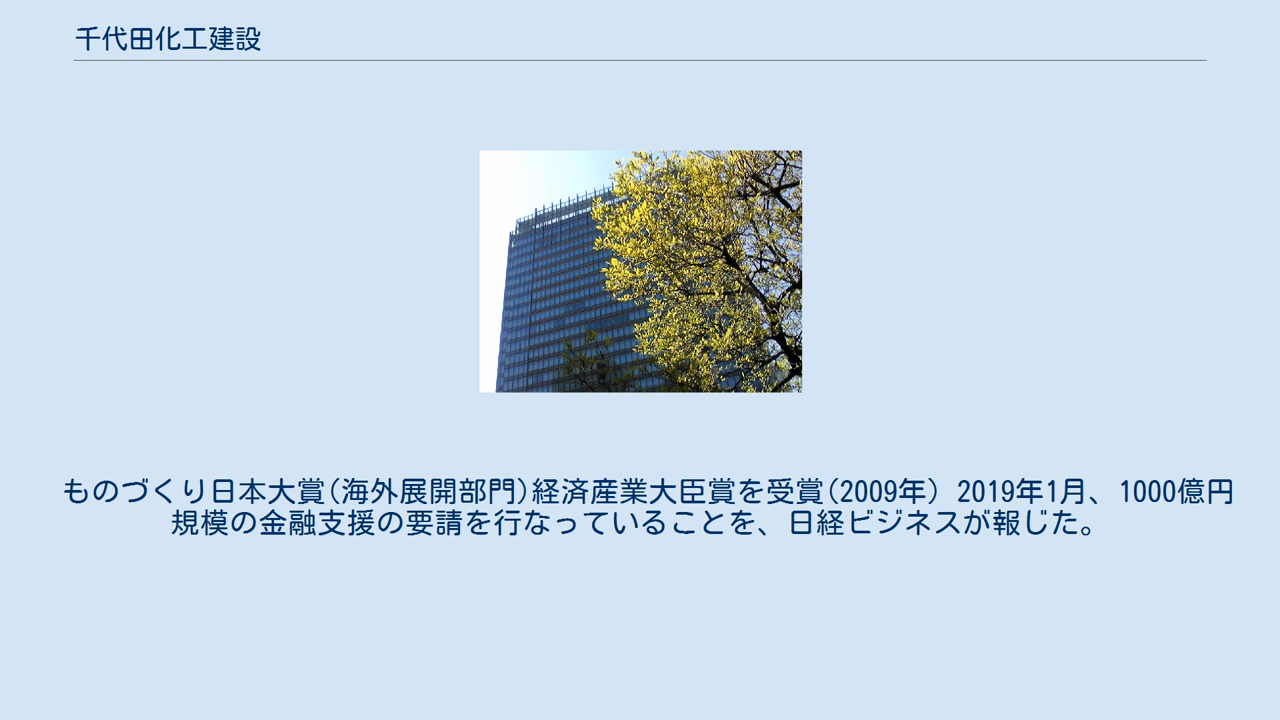 千代田化工建設
ものづくり日本大賞(海外展開部門)経済産業大臣賞を受賞(2009年) 2019年1月、1000億円
規模の金融支援の要請を行なっていることを、日経ビジネスが報じた。